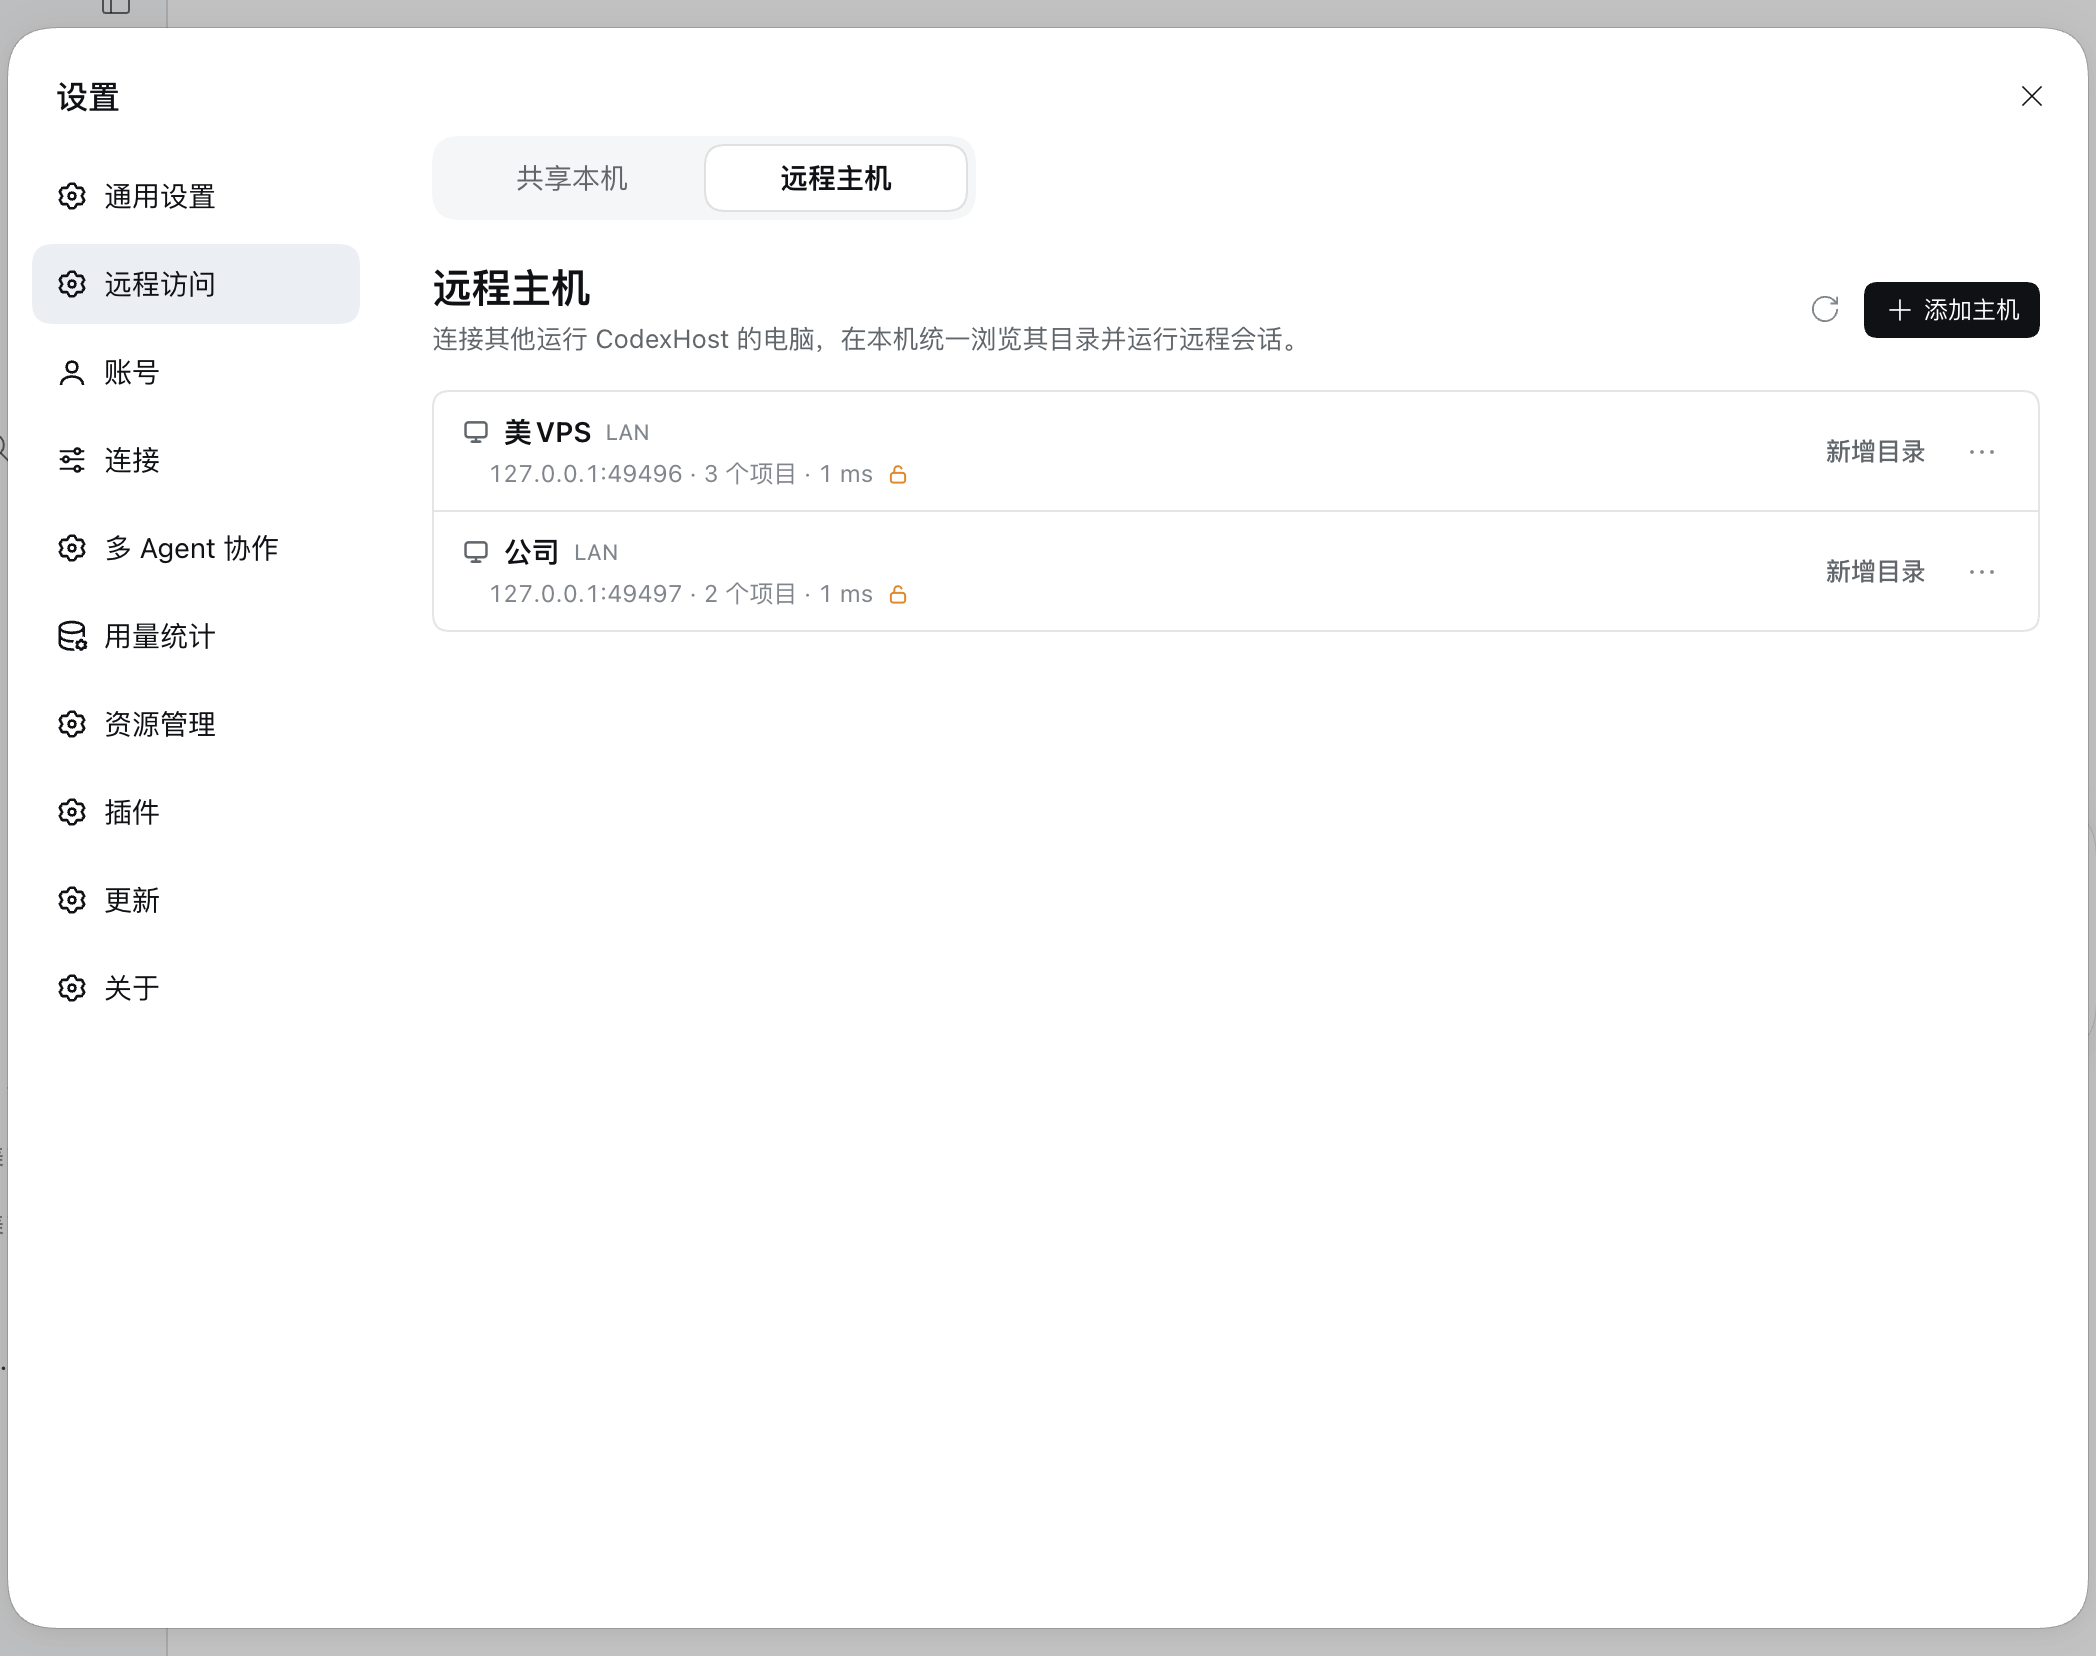 设置
通用设置
远程访问
账号
连接
多 Agent 协作
用量统计
资源管理
插件
更新
关于
共享本机
远程主机
远程主机
连接其他运行 CodexHost 的电脑，在本机统一浏览其目录并运行远程会话。
添加主机
美 VPS LAN
127.0.0.1:49496 · 3 个项目 · 1 ms
新增目录
公司 LAN
127.0.0.1:49497 · 2 个项目 · 1 ms
新增目录